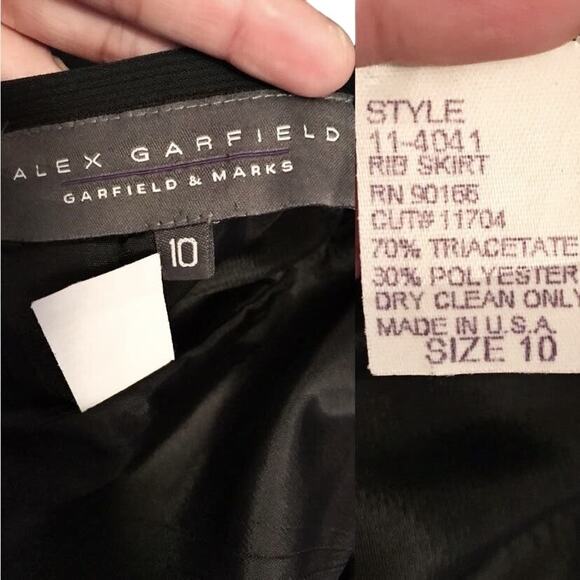 ALEX GARFIELD
GARFIELD & MARKS
10
STYLE
11-4041
RIB SKIRT
RN 90166
CUT# 11704
70% TRIACETATE
30% POLYESTER
DRY CLEAN ONLY
MADE IN U.S.A.
SIZE 10